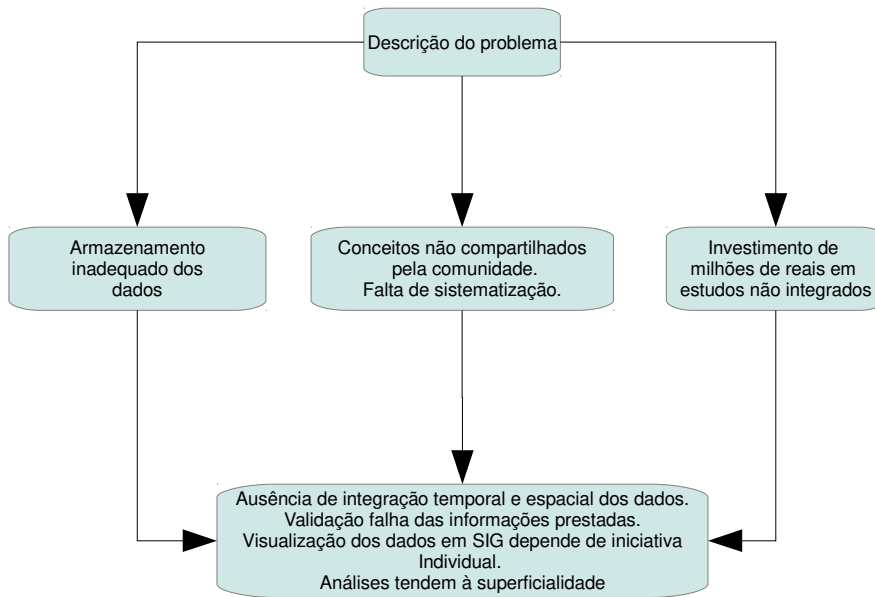 Descrição do problema
Armazenamento
inadequado dos
dados
Conceitos não compartilhados
pela comunidade.
Falta de sistematização.
Investimento de
milhões de reais em
estudos não integrados
Ausência de integração temporal e espacial dos dados.
Validação falha das informações prestadas.
Visualização dos dados em SIG depende de iniciativa
Individual.
Análises tendem à superficialidade